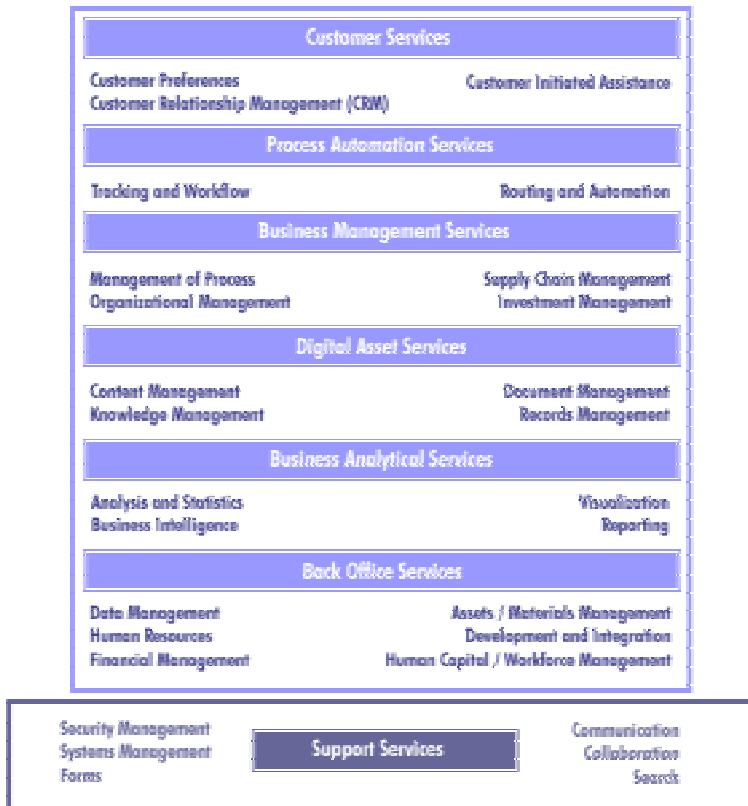 Customer Services
Customer Preferences Customer Initiated Assistance
Customer Relationship Management (CRM)
Process Automation Services
Tracking and Workflow Routing and Automation
Business Management Services
Management of Process Supply Chain Management
Organizational Management Investment Management
Digital Asset Services
Content Management Document Management
Knowledge Management Records Management
Business Analytical Services
Analysis and Statistics Visualization
Business Intelligence Reporting
Back Office Services
Data Management Assets / Materials Management
Human Resources Development and Integration
Financial Management Human Capital / Workforce Management
Security Management Communication
Systems Management Support Services Collaboration
Forms Search